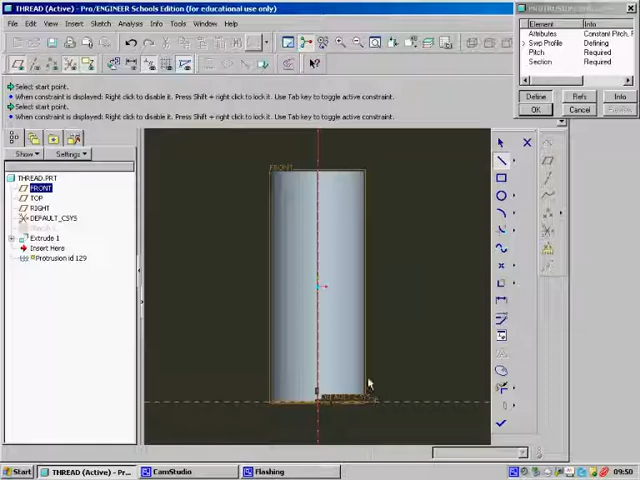 THREAD (Active) - Pro/ENGINEER Schools Edition (for educational use only)
File Edit View Insert Sketch Analysis Info Applications Tools Window Help
Select start point.
When constraint is displayed: Right click to disable it. Press Shift + right click to lock it. Use Tab key to toggle active constraint.
Select start point.
When constraint is displayed: Right click to disable it. Press Shift + right click to lock it. Use Tab key to toggle active constraint.
Element Info
Attributes Constant Pitch, R
> Swp Profile Defining
Pitch Required
Section Required
Define Refs Info
OK Cancel
Show Settings
THREAD.PRT
FRONT
TOP
RIGHT
DEFAULT_CSYS
Extrude 1
Insert Here
Protrusion id 129
FRONT
Start THREAD (Active) - Pr... CamStudio Flashing 09:50